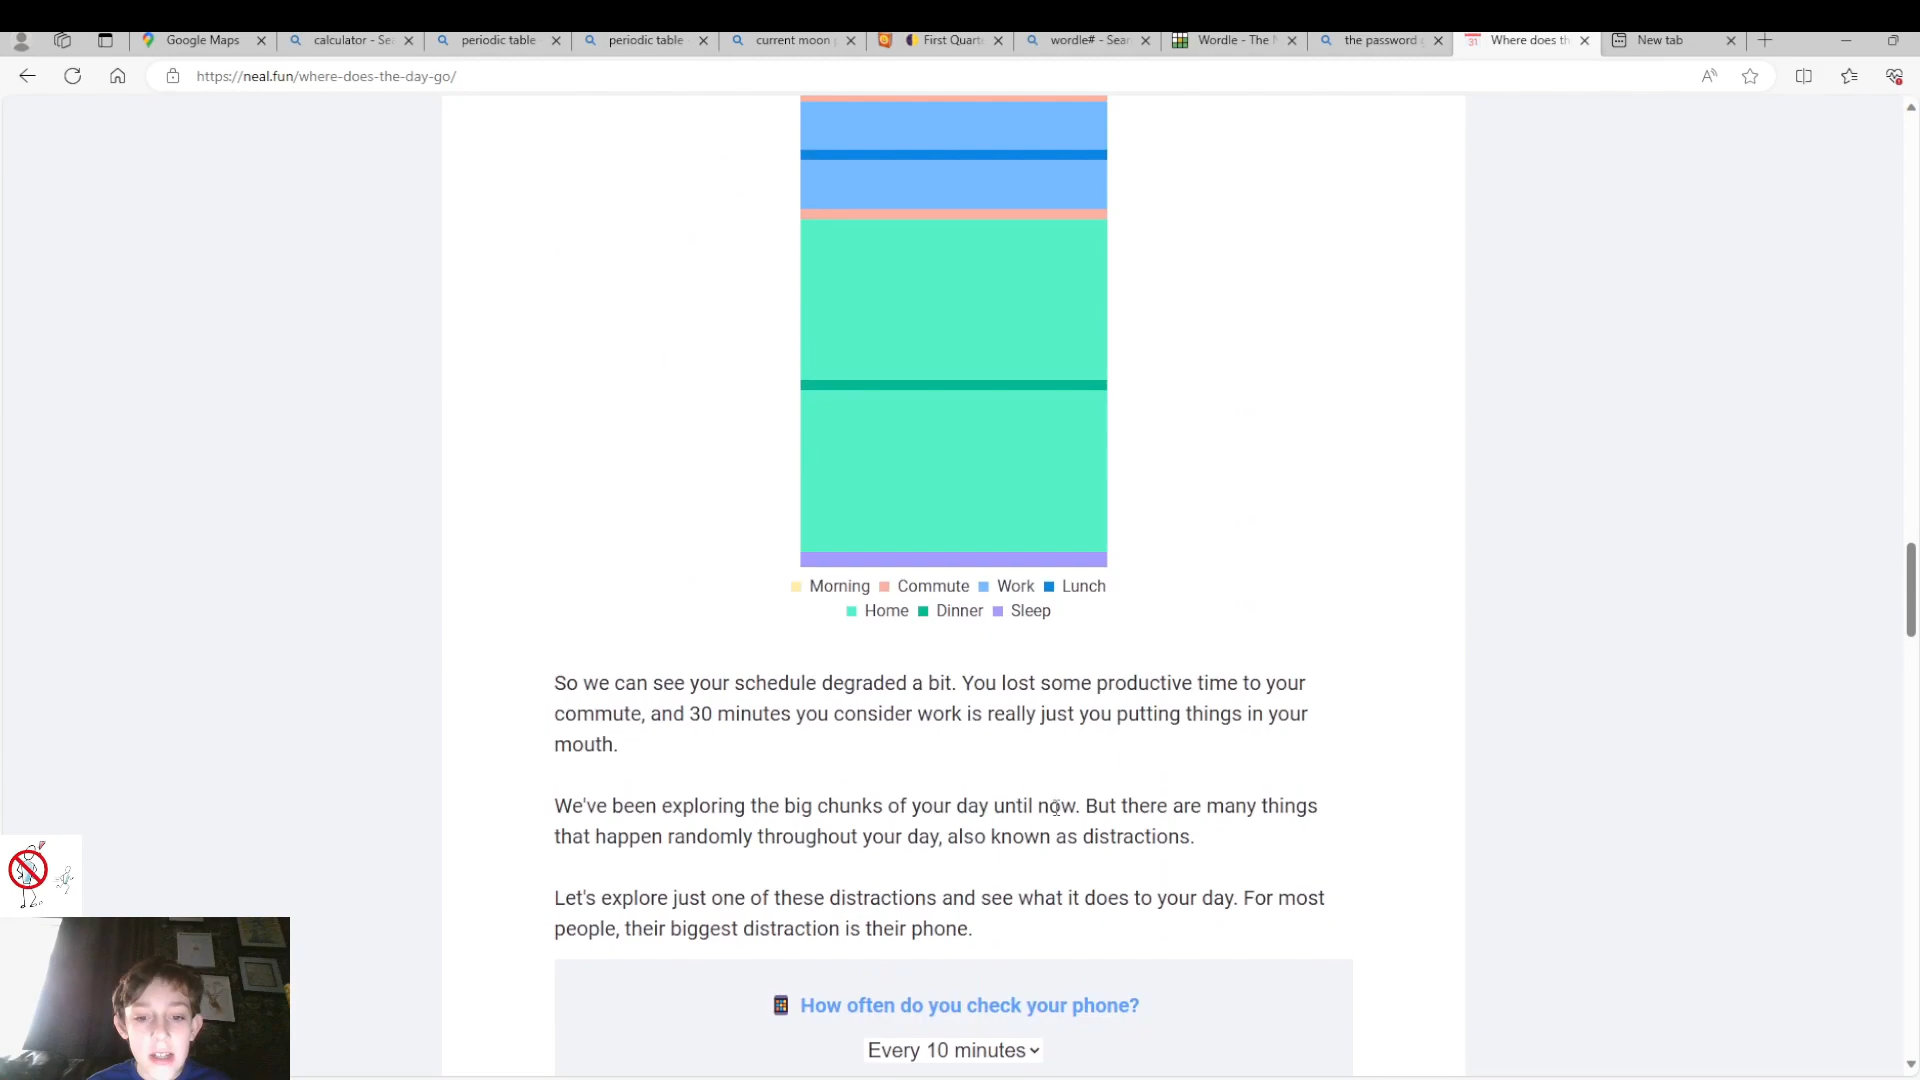 Google Maps
calculator - Sea
periodic table
periodic table
current moon p
First Quart
wordle# - Sear
Wordle - The N
the password g
31
Where does th
New tab
https://neal.fun/where-does-the-day-go/
Morning Commute Work Lunch
Home Dinner Sleep
So we can see your schedule degraded a bit. You lost some productive time to your
commute, and 30 minutes you consider work is really just you putting things in your
mouth.
We've been exploring the big chunks of your day until now. But there are many things
that happen randomly throughout your day, also known as distractions.
Let's explore just one of these distractions and see what it does to your day. For most
people, their biggest distraction is their phone.
How often do you check your phone?
Every 10 minutes